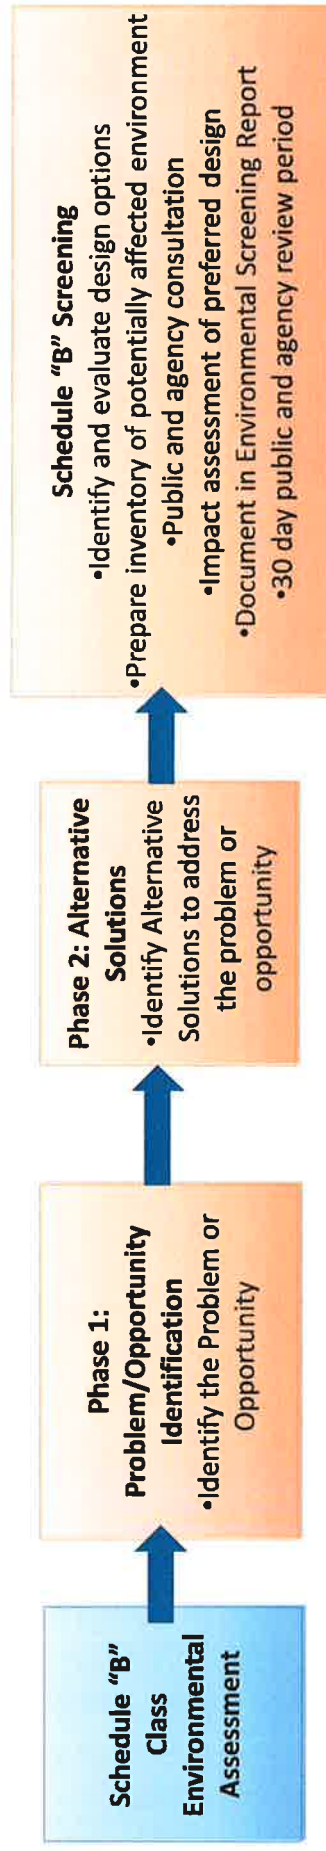 Schedule "B"
Class
Environmental
Assessment
Phase 1:
Problem/Opportunity
Identification
•Identify the Problem or
Opportunity
Phase 2: Alternative
Solutions
•Identify Alternative
Solutions to address
the problem or
opportunity
Schedule "B" Screening
•Identify and evaluate design options
•Prepare inventory of potentially affected environment
•Public and agency consultation
•Impact assessment of preferred design
•Document in Environmental Screening Report
•30 day public and agency review period